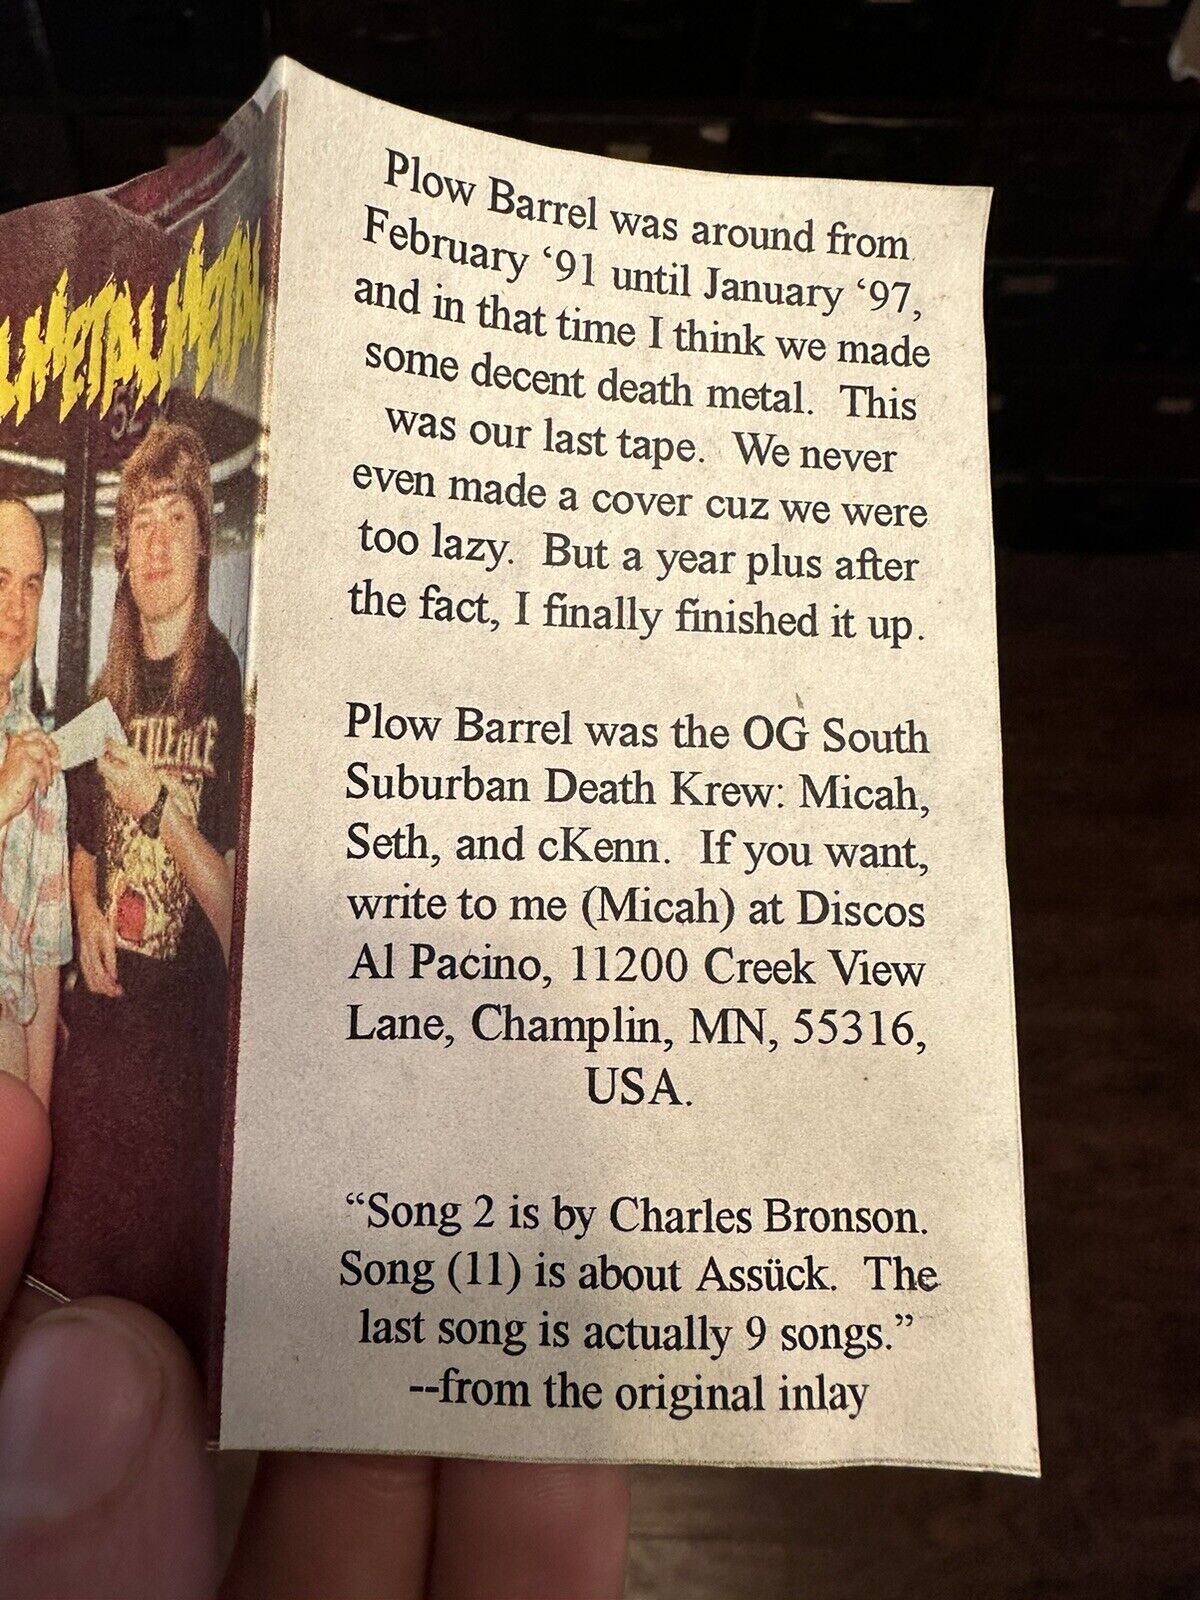 METALMETAL
52
Plow Barrel was around from
February ‘91 until January ‘97,
and in that time I think we made
some decent death metal.  This
was our last tape.  We never
even made a cover cuz we were
too lazy.  But a year plus after
the fact, I finally finished it up.
Plow Barrel was the OG South
Suburban Death Krew: Micah,
Seth, and cKenn.  If you want,
write to me (Micah) at Discos
Al Pacino, 11200 Creek View
Lane, Champlin, MN, 55316,
USA.
“Song 2 is by Charles Bronson.
Song (11) is about Assück.  The
last song is actually 9 songs.”
--from the original inlay